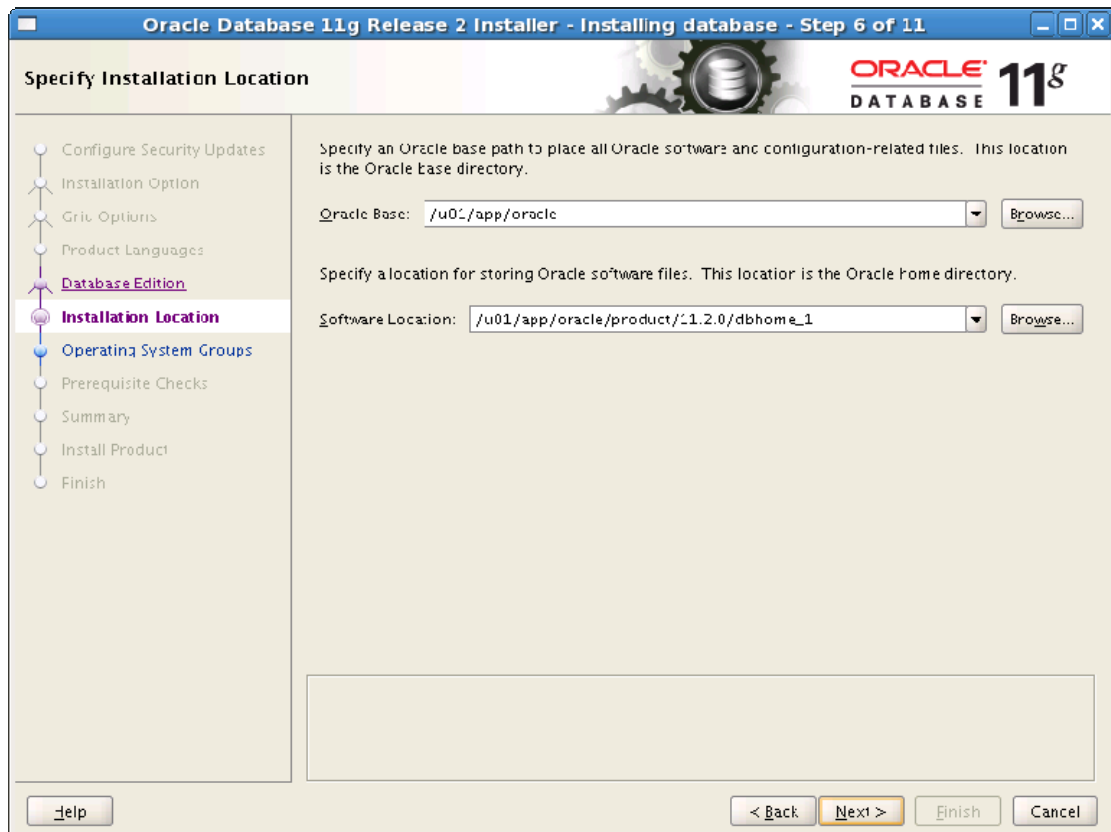 Oracle Database 11g Release 2 Installer - Installing database - Step 6 of 11
Specify Installation Location
ORACLE
DATABASE
11g
Configure Security Updates
Installation Option
Grid Options
Product Languages
Database Edition
Installation Location
Operating System Groups
Prerequisite Checks
Summary
Install Product
Finish
Specify an Oracle base path to place all Oracle software and configuration-related files. This location
is the Oracle base directory.
Oracle Base: /u01/app/oracle Browse...
Specify a location for storing Oracle software files. This location is the Oracle home directory.
Software Location: /u01/app/oracle/product/11.2.0/dbhome_1 Browse...
Help < Back Next > Finish Cancel